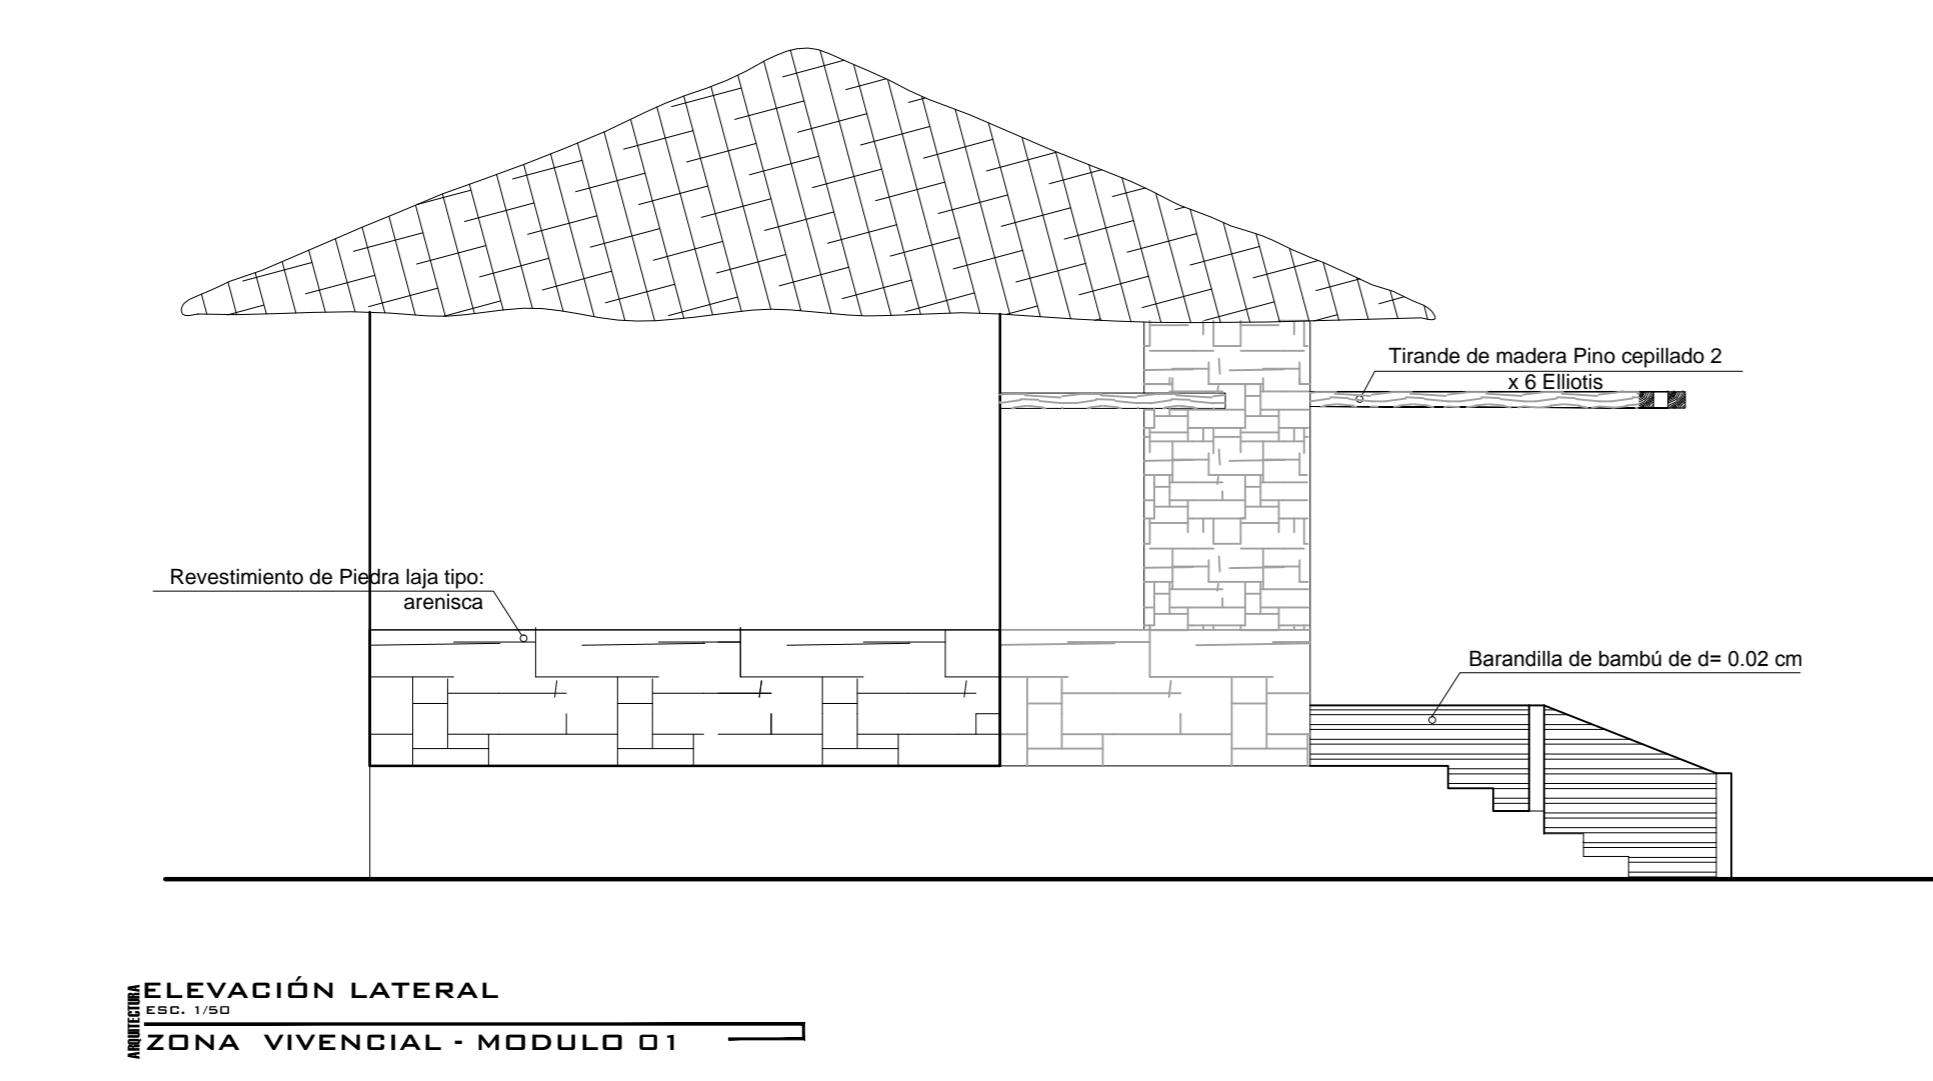 Tirande de madera Pino cepillado 2
x 6 Elliotis
Revestimiento de Piedra laja tipo:
arenisca
Barandilla de bambú de d= 0.02 cm
ARQUITECTURA
ELEVACIÓN LATERAL
ESC. 1/50
ZONA VIVENCIAL - MODULO 01